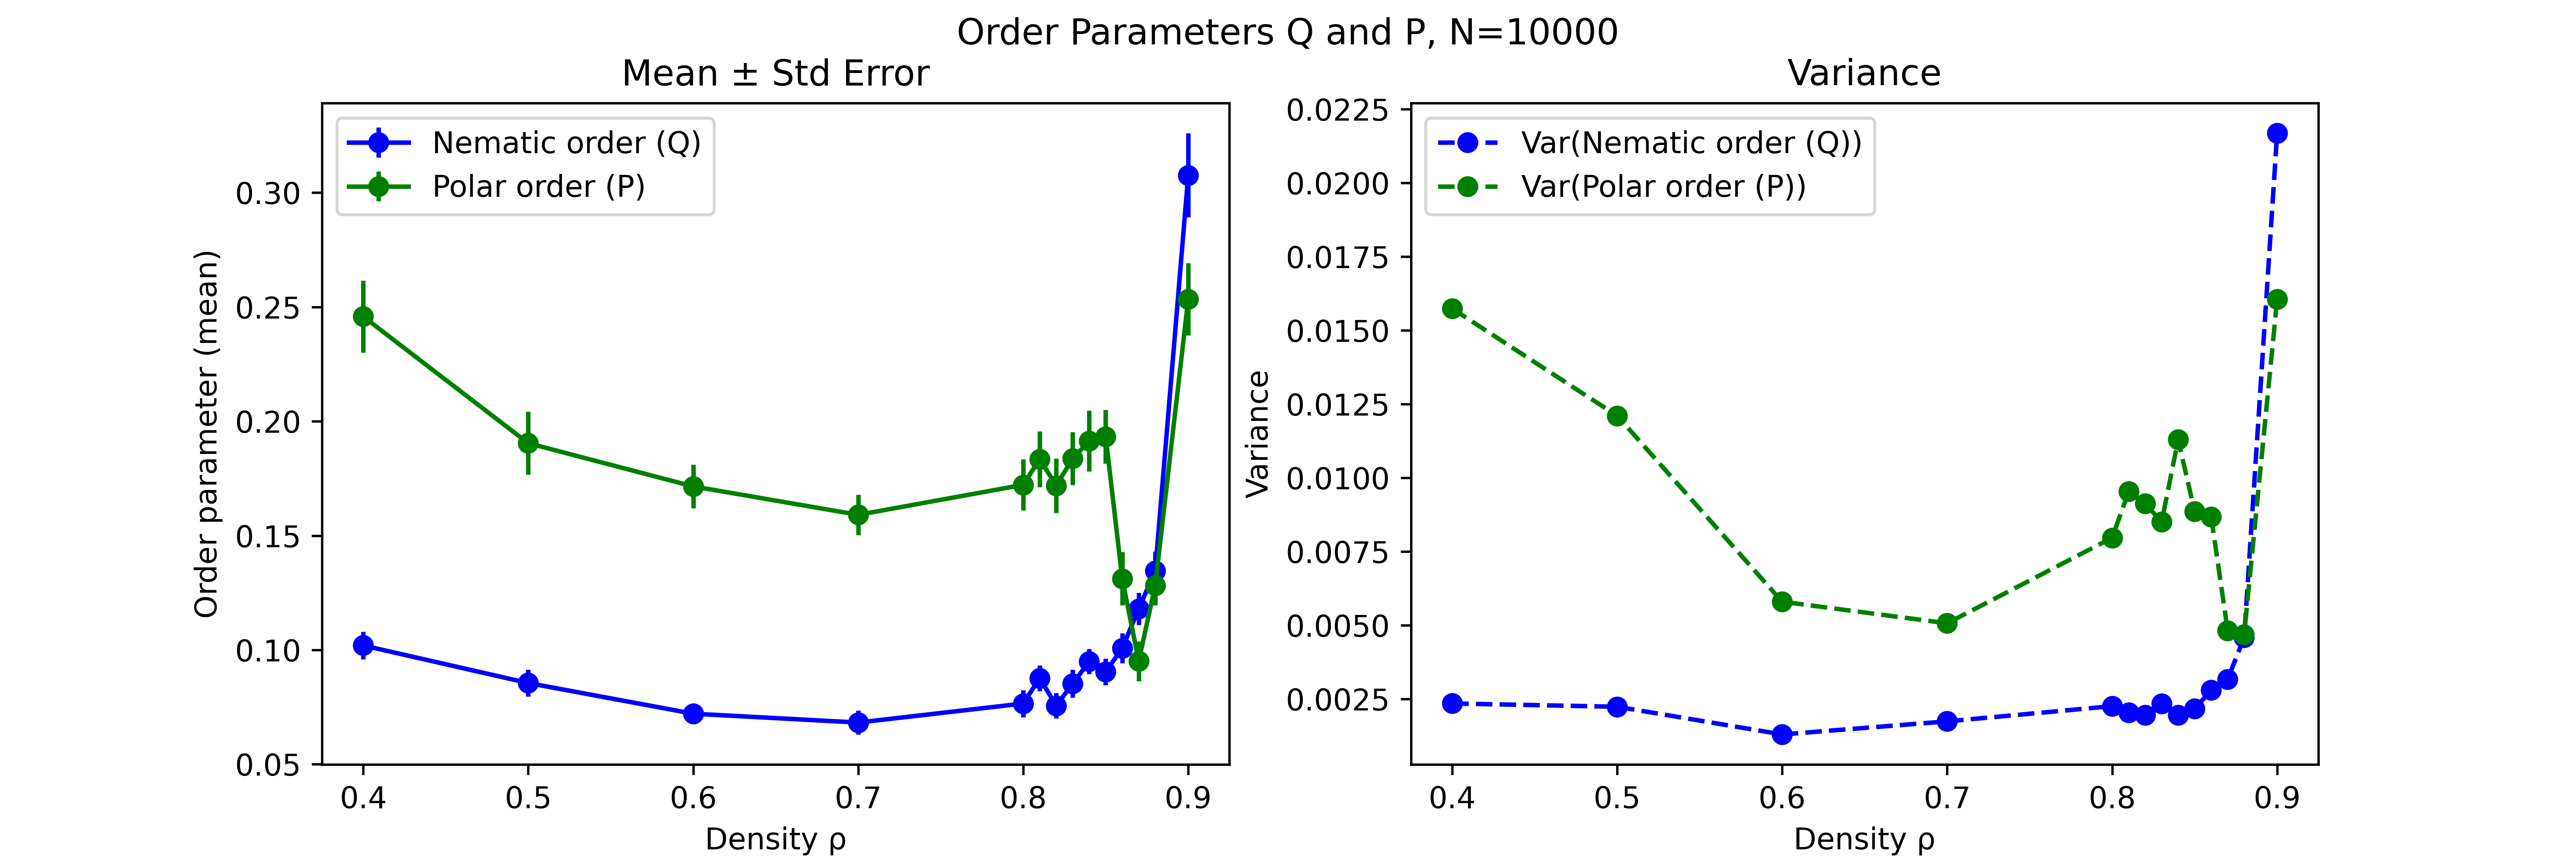 Order Parameters Q and P, N=10000
Mean ± Std Error
Nematic order (Q)
Polar order (P)
Order parameter (mean)
0.30
0.25
0.20
0.15
0.10
0.05
0.4 0.5 0.6 0.7 0.8 0.9
Density ρ
Variance
Var(Nematic order (Q))
Var(Polar order (P))
Variance
0.0225
0.0200
0.0175
0.0150
0.0125
0.0100
0.0075
0.0050
0.0025
0.4 0.5 0.6 0.7 0.8 0.9
Density ρ